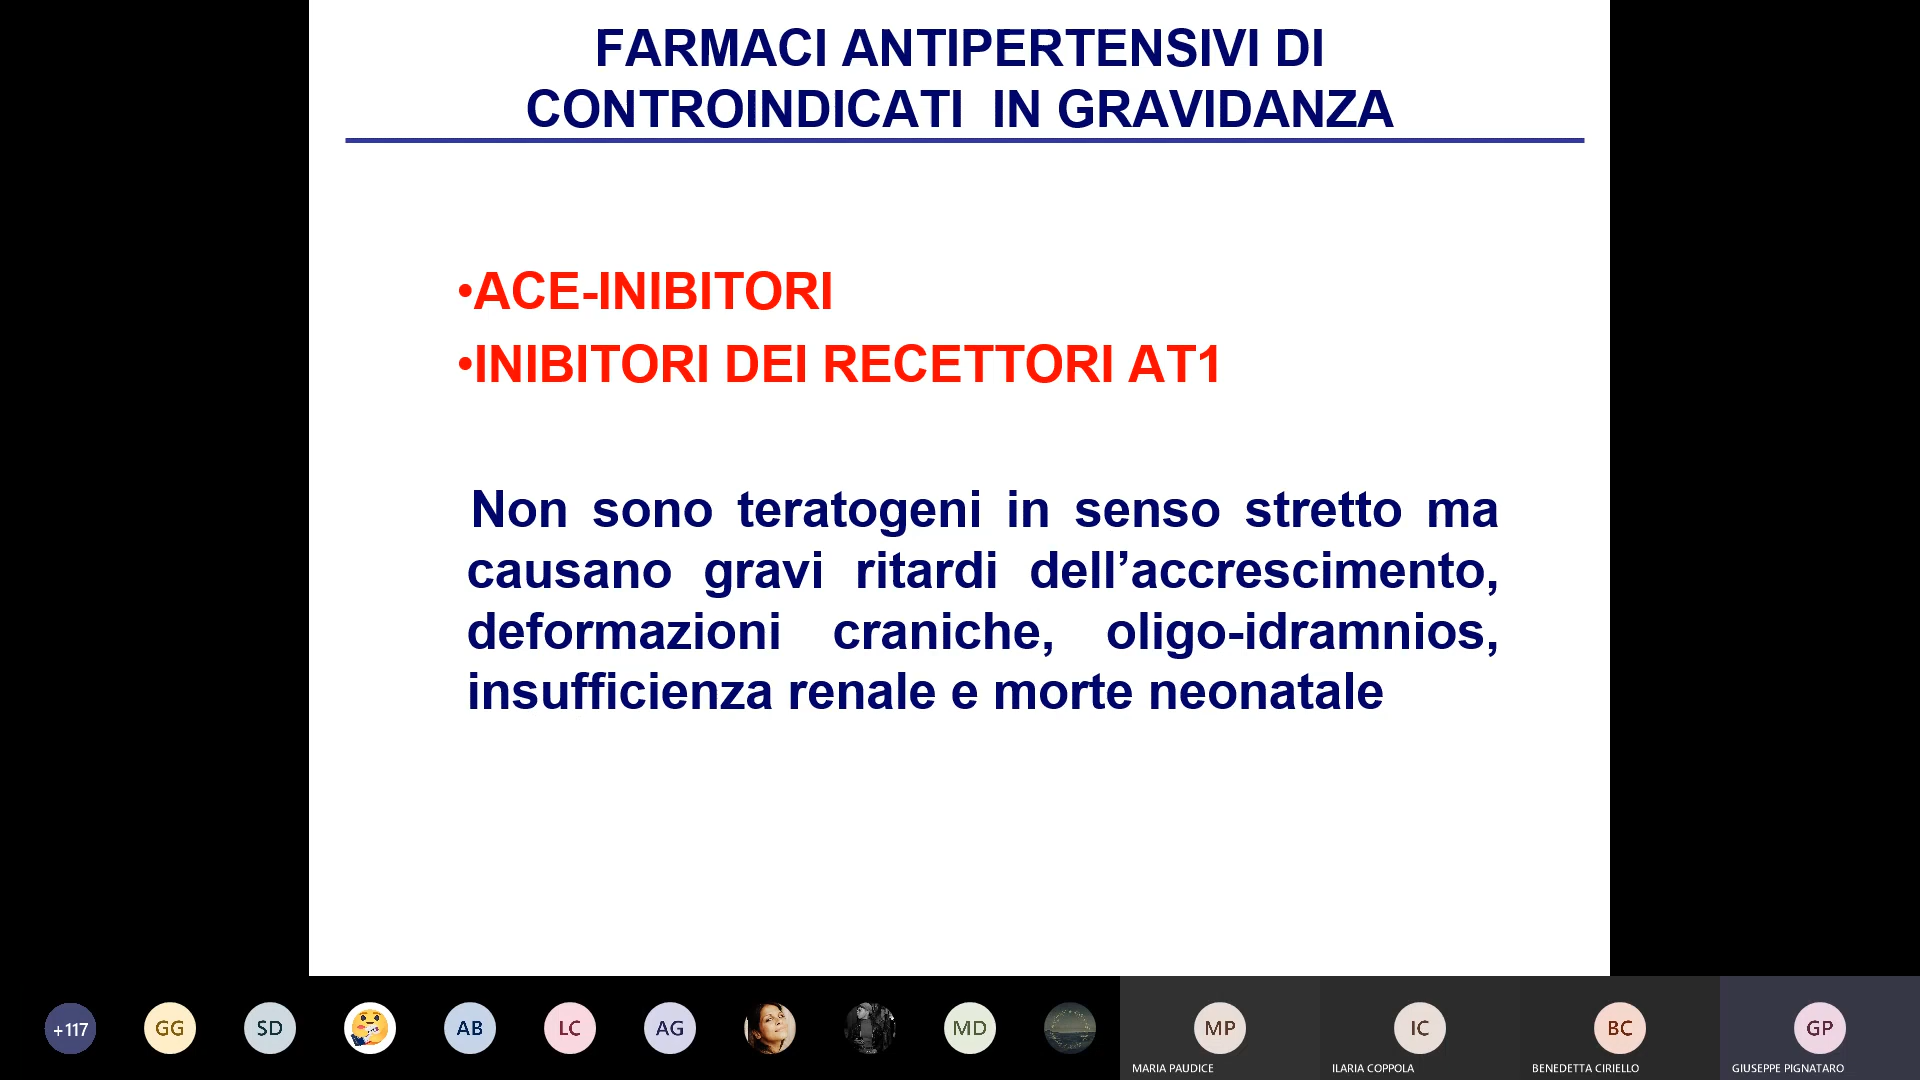 FARMACI ANTIPERTENSIVI DI
CONTROINDICATI IN GRAVIDANZA
•ACE-INIBITORI
•INIBITORI DEI RECETTORI AT1
Non sono teratogeni in senso stretto ma
causano gravi ritardi dell’accrescimento,
deformazioni craniche, oligo-idramnios,
insufficienza renale e morte neonatale
+117
GG
SD
AB
LC
AG
MD
MP
IC
BC
GP
MARIA PAUDICE
ILARIA COPPOLA
BENEDETTA CIRIELLO
GIUSEPPE PIGNATARO